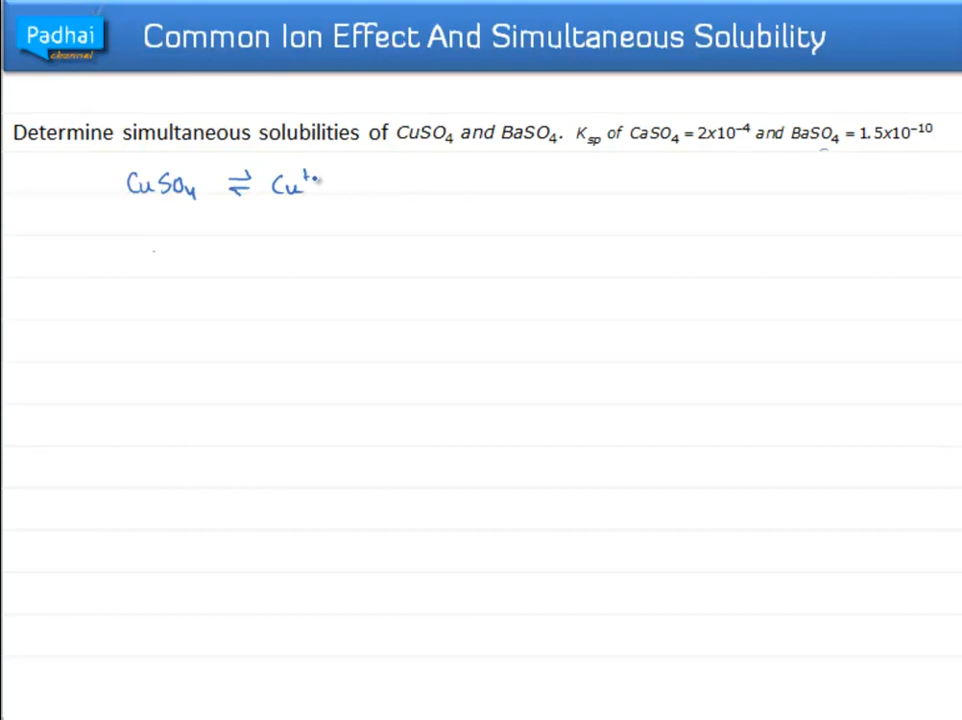 Padhai
channel
Common Ion Effect And Simultaneous Solubility
Determine simultaneous solubilities of CuSO₄ and BaSO₄. Kₛₚ of CaSO₄ = 2x10⁻⁴ and BaSO₄ = 1.5x10⁻¹⁰
CuSO₄ ⇌ Cu⁺